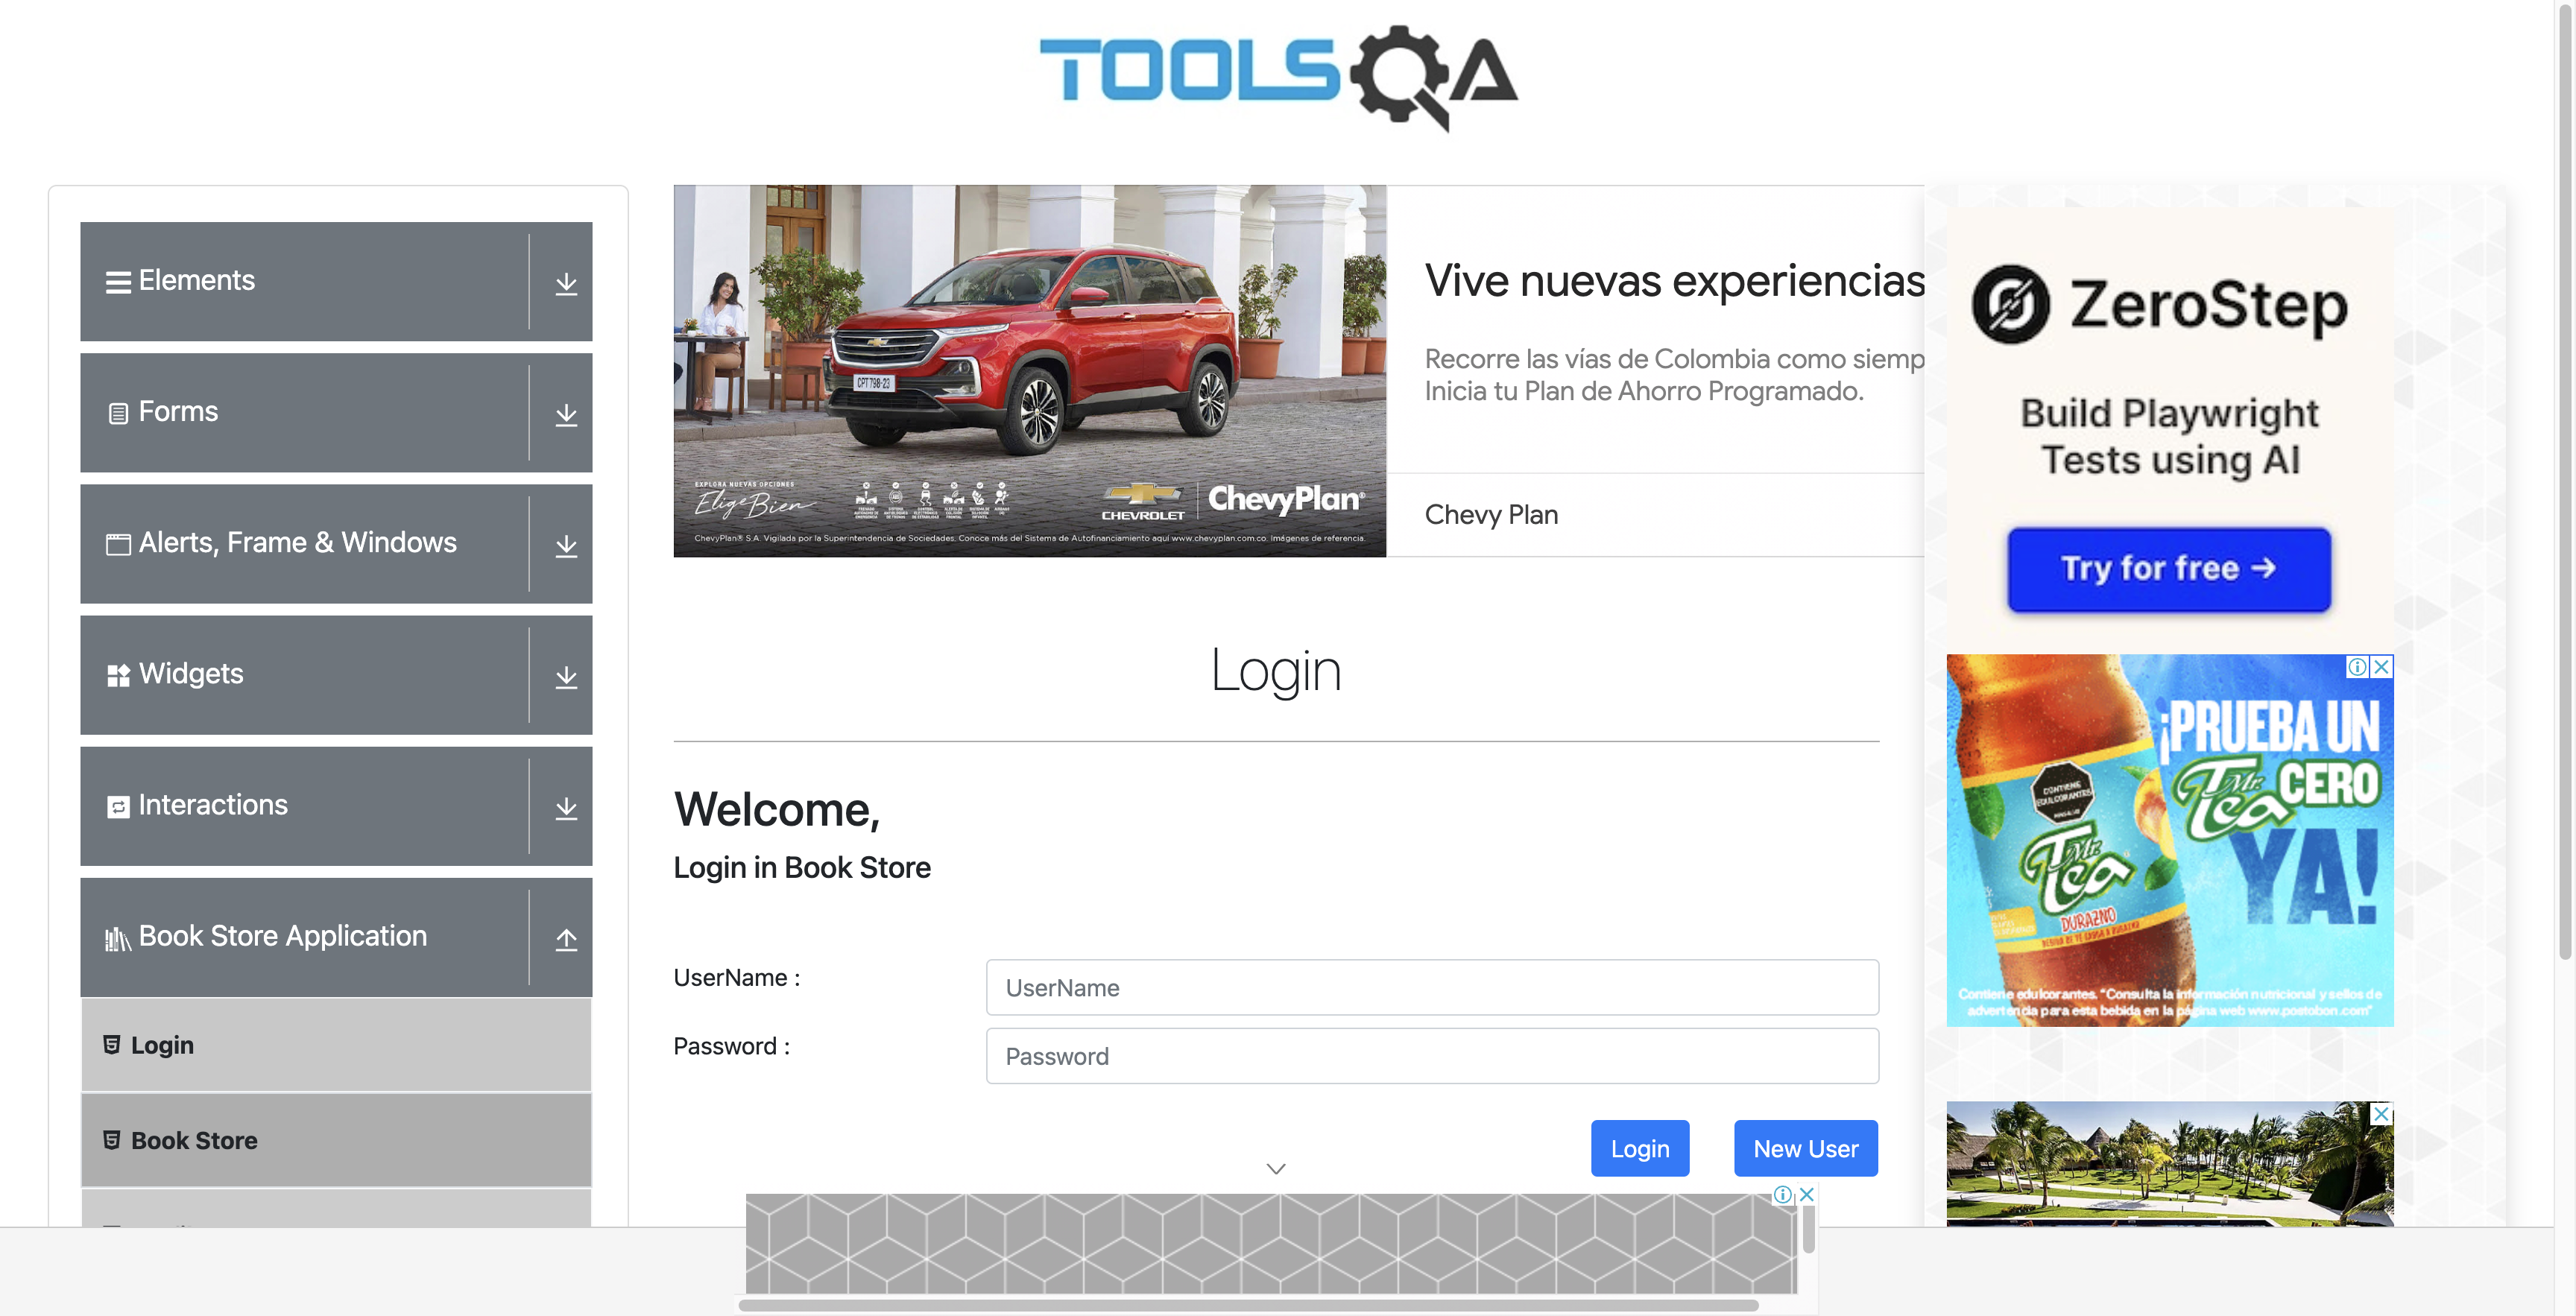 TOOLSQA
Elements
Forms
Alerts, Frame & Windows
Widgets
Interactions
Book Store Application
Login
Book Store
CPT798-23
EXPLORA NUEVAS OPCIONES
Elige Bien
CHEVROLET
ChevyPlan®
ChevyPlan® S.A. Vigilada por la Superintendencia de Sociedades. Conoce más del Sistema de Autofinanciamiento aquí www.chevyplan.com.co. Imágenes de referencia.
Vive nuevas experiencias
Recorre las vías de Colombia como siemp
Inicia tu Plan de Ahorro Programado.
Chevy Plan
Login
Welcome,
Login in Book Store
UserName :
UserName
Password :
Password
Login
New User
ZeroStep
Build Playwright
Tests using AI
Try for free →
¡PRUEBA UN
Mr. Tea CERO
YA!
CONTIENE
EDULCORANTES
Mr. Tea
DURAZNO
Contiene edulcorantes. "Consulta la información nutricional y sellos de
advertencia para esta bebida en la página web www.postobon.com"